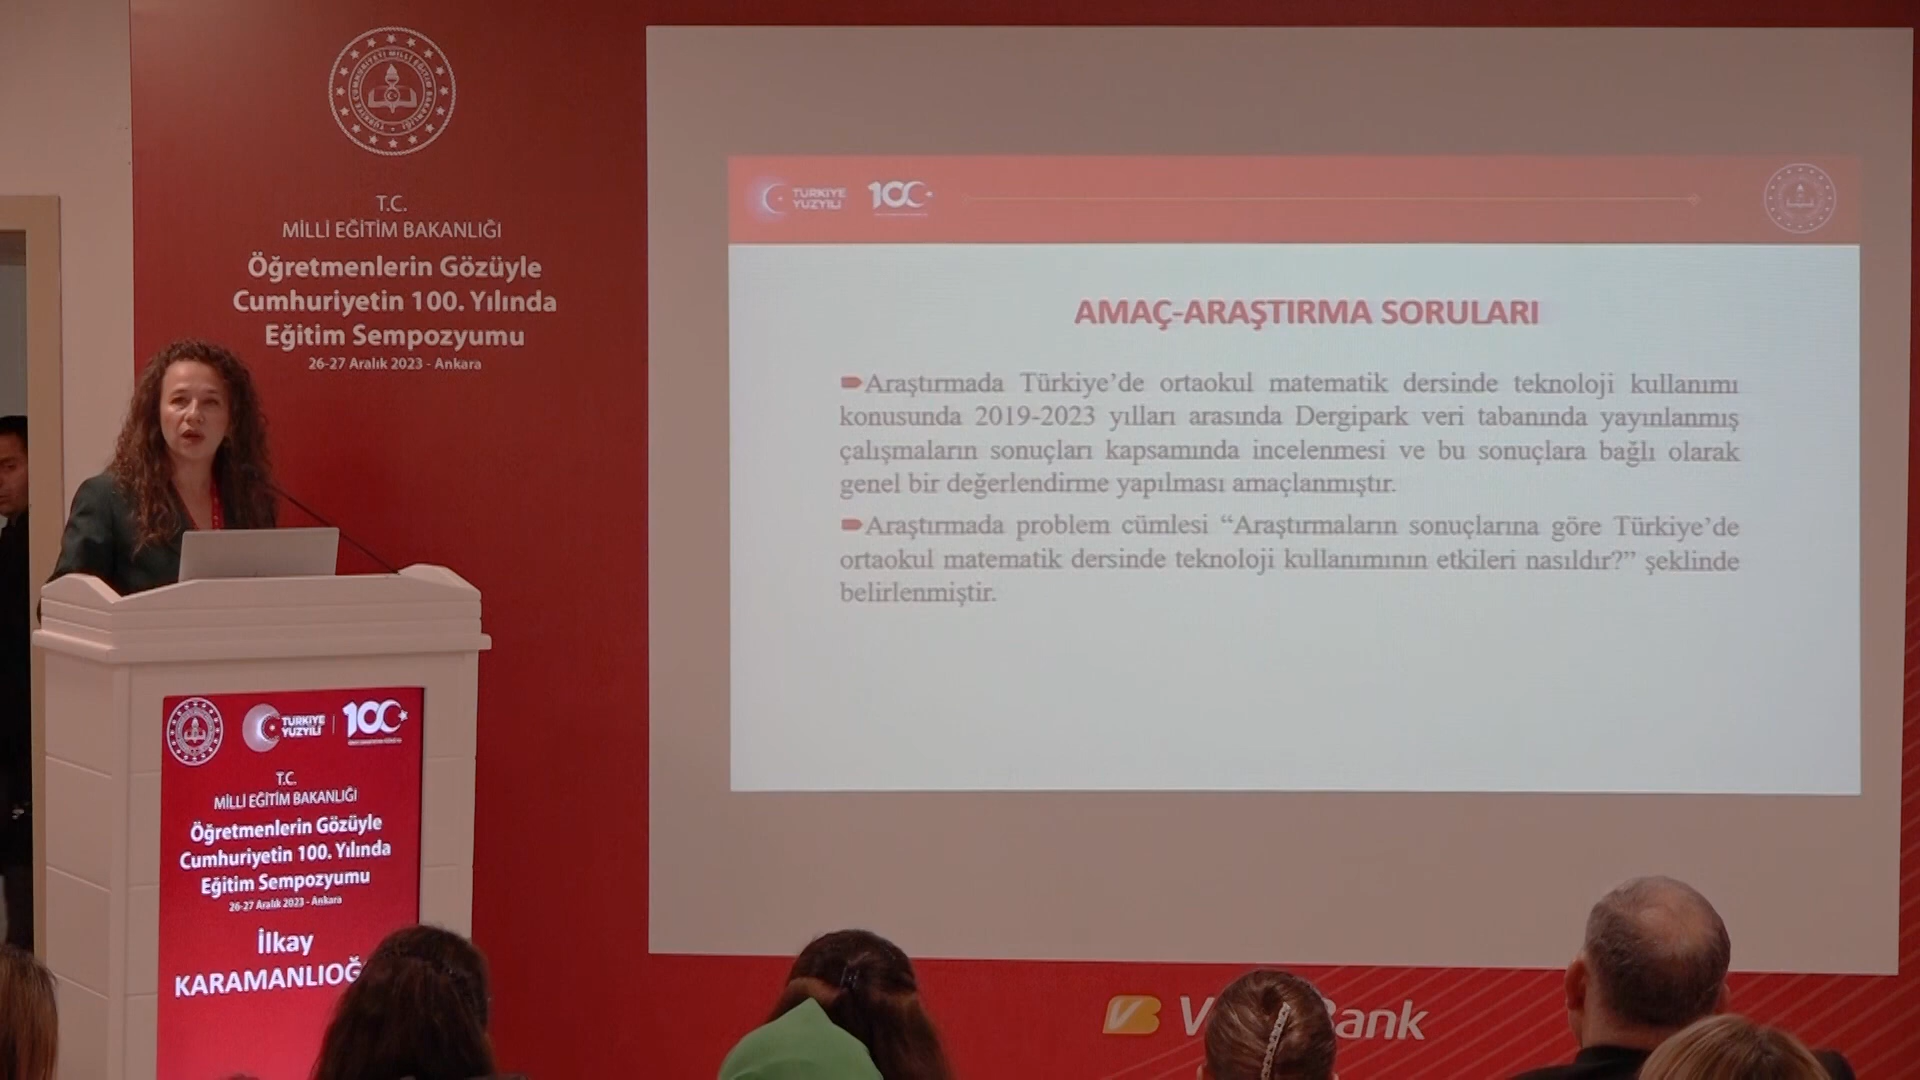 T.C.
MİLLİ EĞİTİM BAKANLIĞI
Öğretmenlerin Gözüyle
Cumhuriyetin 100. Yılında
Eğitim Sempozyumu
26-27 Aralık 2023 - Ankara
TÜRKİYE
YÜZYILI
100
AMAÇ-ARAŞTIRMA SORULARI
Araştırmada Türkiye’de ortaokul matematik dersinde teknoloji kullanımı
konusunda 2019-2023 yılları arasında Dergipark veri tabanında yayınlanmış
çalışmaların sonuçları kapsamında incelenmesi ve bu sonuçlara bağlı olarak
genel bir değerlendirme yapılması amaçlanmıştır.
Araştırmada problem cümlesi “Araştırmaların sonuçlarına göre Türkiye’de
ortaokul matematik dersinde teknoloji kullanımının etkileri nasıldır?” şeklinde
belirlenmiştir.
TÜRKİYE
YÜZYILI
100
T.C.
MİLLİ EĞİTİM BAKANLIĞI
Öğretmenlerin Gözüyle
Cumhuriyetin 100. Yılında
Eğitim Sempozyumu
26-27 Aralık 2023 - Ankara
İlkay